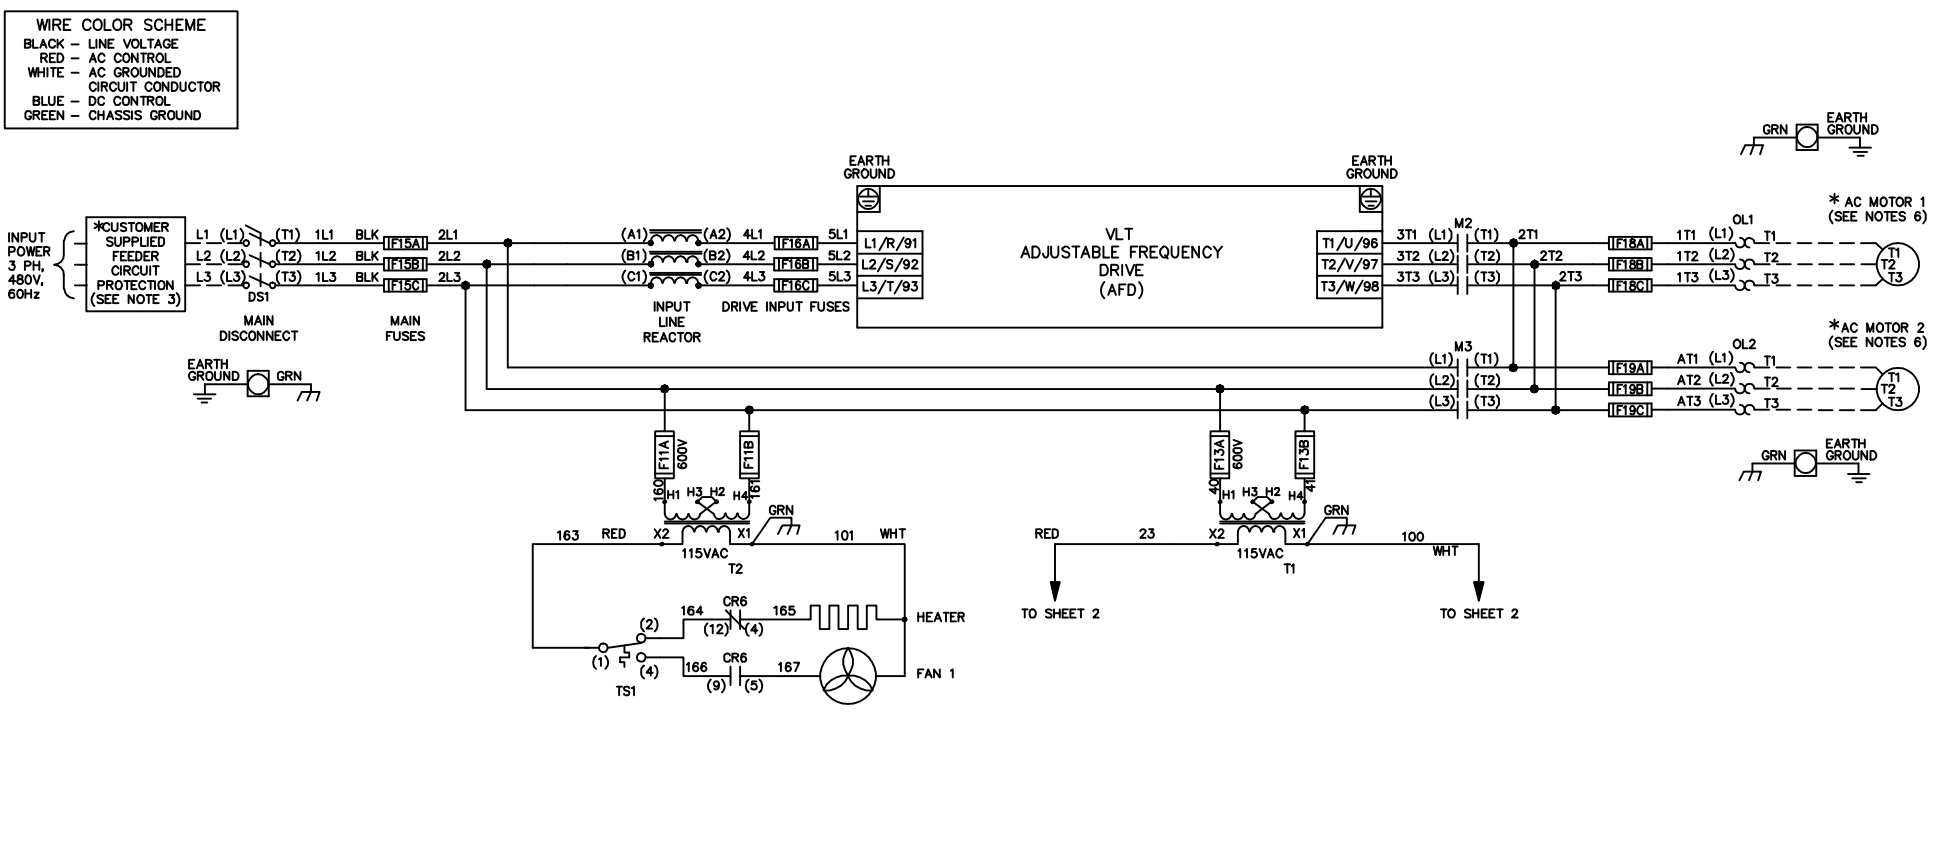 WIRE COLOR SCHEME
BLACK – LINE VOLTAGE
RED – AC CONTROL
WHITE – AC GROUNDED
CIRCUIT CONDUCTOR
BLUE – DC CONTROL
GREEN – CHASSIS GROUND
GRN
EARTH
GROUND
EARTH
GROUND
EARTH
GROUND
INPUT
POWER
3 PH,
480V,
60Hz
*CUSTOMER
SUPPLIED
FEEDER
CIRCUIT
PROTECTION
(SEE NOTE 3)
L1 (L1) (T1) 1L1 BLK F15A 2L1 (A1) (A2) 4L1 F16A 5L1 L1/R/91
L2 (L2) (T2) 1L2 BLK F15B 2L2 (B1) (B2) 4L2 F16B 5L2 L2/S/92
L3 (L3) (T3) 1L3 BLK F15C 2L3 (C1) (C2) 4L3 F16C 5L3 L3/T/93
DS1
MAIN
DISCONNECT
MAIN
FUSES
INPUT
LINE
REACTOR
DRIVE INPUT FUSES
VLT
ADJUSTABLE FREQUENCY
DRIVE
(AFD)
M2
OL1
* AC MOTOR 1
(SEE NOTES 6)
T1/U/96 3T1 (L1) (T1) 2T1 F18A 1T1 (L1) T1 T1
T2/V/97 3T2 (L2) (T2) 2T2 F18B 1T2 (L2) T2 T2
T3/W/98 3T3 (L3) (T3) 2T3 F18C 1T3 (L3) T3 T3
EARTH
GROUND
GRN
M3
OL2
*AC MOTOR 2
(SEE NOTES 6)
(L1) (T1) F19A AT1 (L1) T1 T1
(L2) (T2) F19B AT2 (L2) T2 T2
(L3) (T3) F19C AT3 (L3) T3 T3
GRN
EARTH
GROUND
F11A
600V
F11B
160
161
H1 H3 H2 H4
GRN
163 RED X2 X1 101 WHT
115VAC
T2
F13A
600V
F13B
40
41
H1 H3 H2 H4
GRN
RED 23 X2 X1 100
WHT
115VAC
T1
TO SHEET 2
TO SHEET 2
CR6
164 165
(12) (4)
HEATER
(2)
(1)
(4)
TS1
CR6
166 167
(9) (5)
FAN 1